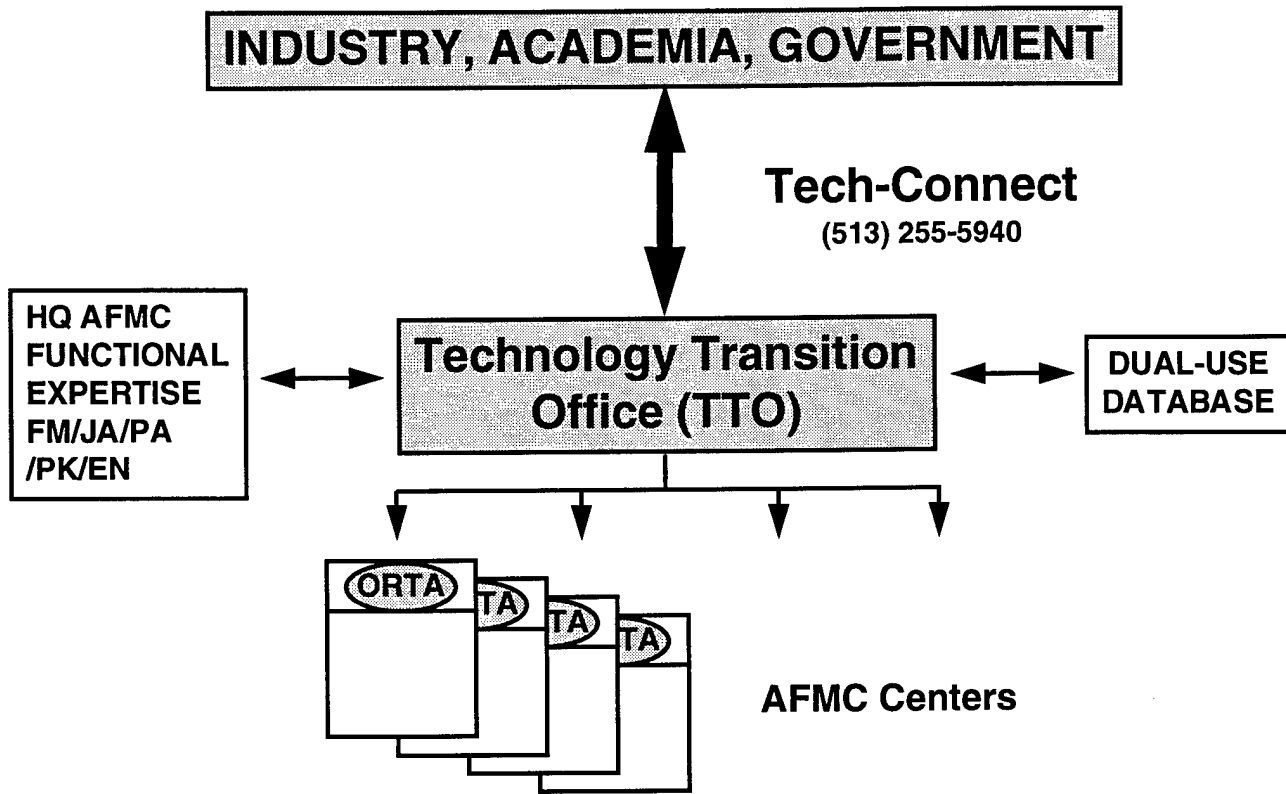 INDUSTRY, ACADEMIA, GOVERNMENT
Tech-Connect
(513) 255-5940
HQ AFMC
FUNCTIONAL
EXPERTISE
FM/JA/PA
/PK/EN
Technology Transition
Office (TTO)
DUAL-USE
DATABASE
ORTA
TA
TA
TA
AFMC Centers